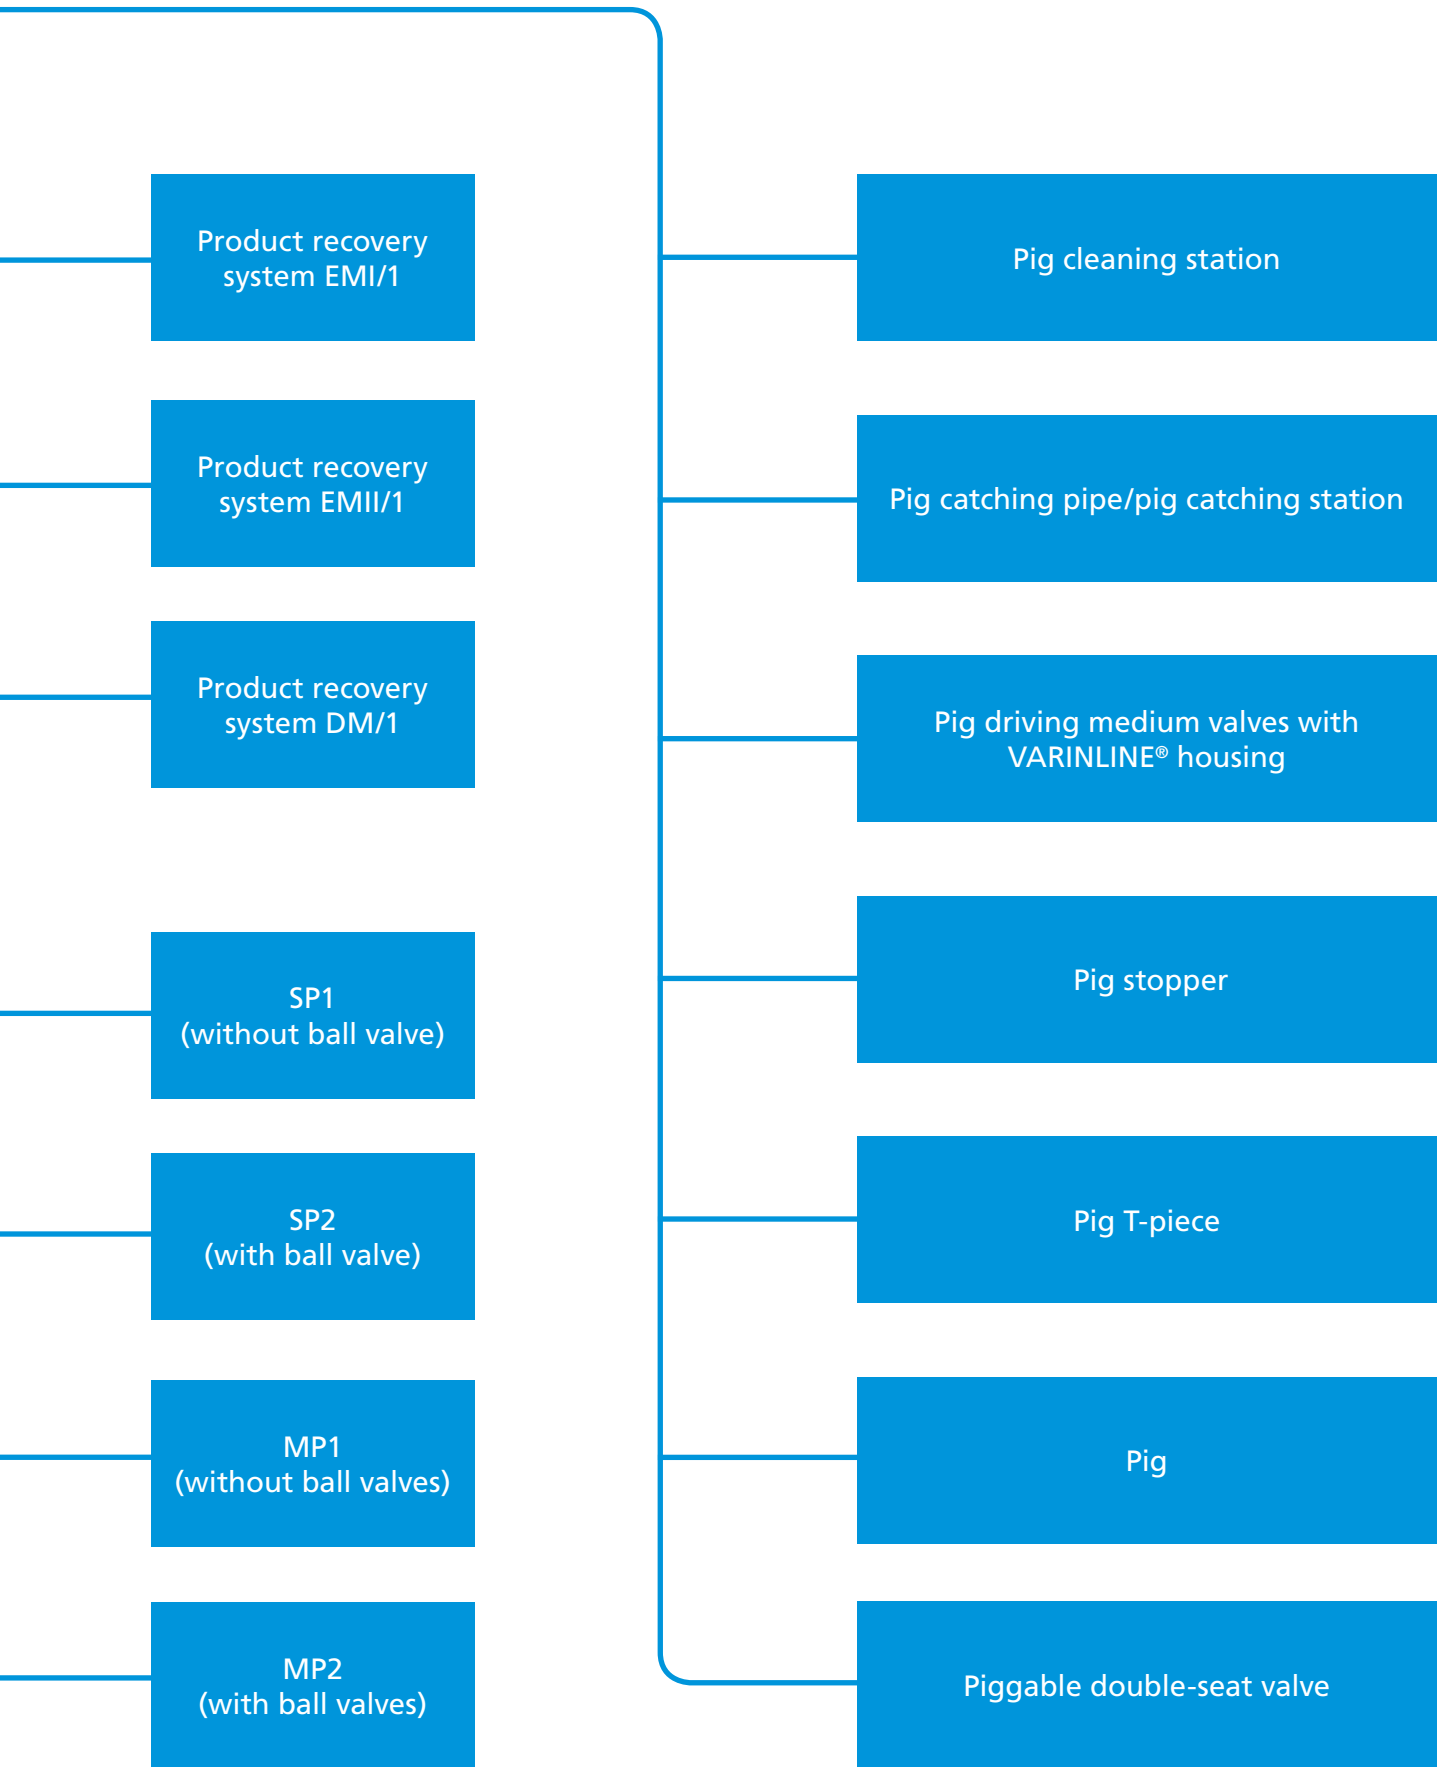 Product recovery
system EMI/1
Product recovery
system EMII/1
Product recovery
system DM/1
SP1
(without ball valve)
SP2
(with ball valve)
MP1
(without ball valves)
MP2
(with ball valves)
Pig cleaning station
Pig catching pipe/pig catching station
Pig driving medium valves with
VARINLINE® housing
Pig stopper
Pig T-piece
Pig
Piggable double-seat valve